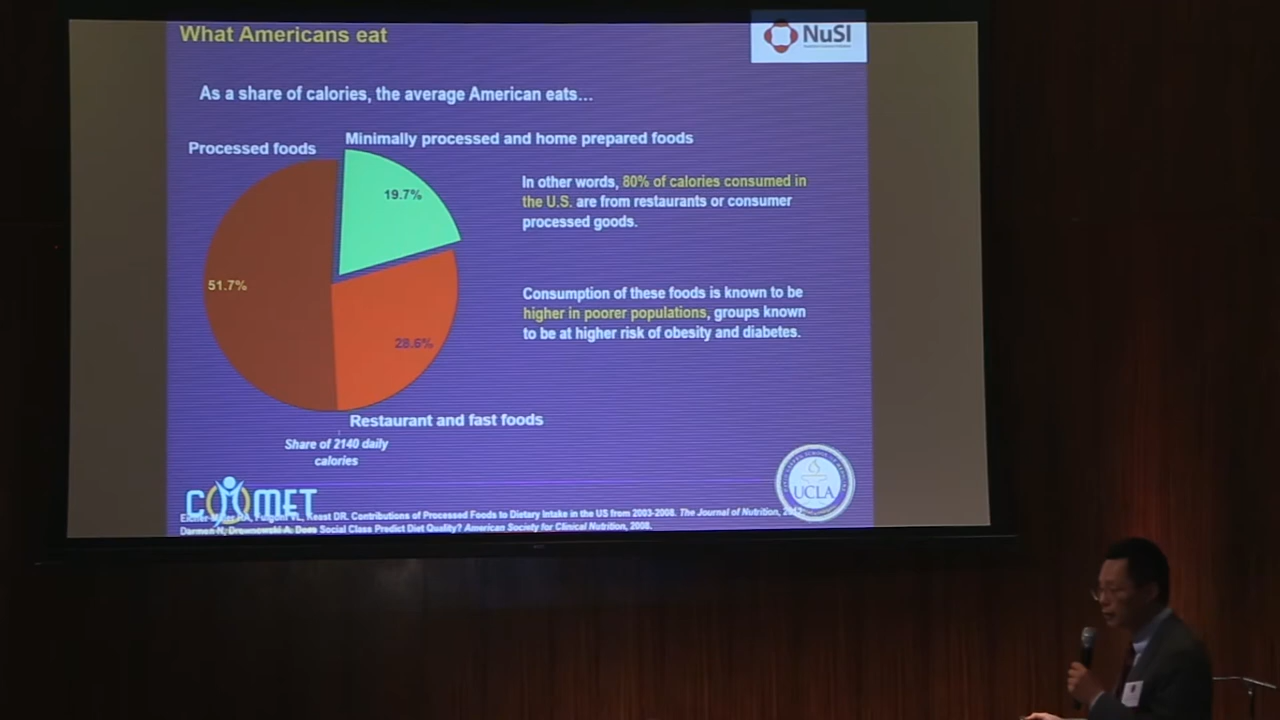 What Americans eat
NuSI
As a share of calories, the average American eats...
Minimally processed and home prepared foods
Processed foods
19.7%
In other words, 80% of calories consumed in
the U.S. are from restaurants or consumer
processed goods.
51.7%
Consumption of these foods is known to be
higher in poorer populations, groups known
to be at higher risk of obesity and diabetes.
28.6%
Restaurant and fast foods
Share of 2140 daily
calories
COMET
UCLA
DR. Contributions of Processed Foods to Dietary Intake in the US from 2003-2008. The Journal of Nutrition,
Darmon N, Drewnowski A. Does Social Class Predict Diet Quality? American Society for Clinical Nutrition, 2008.